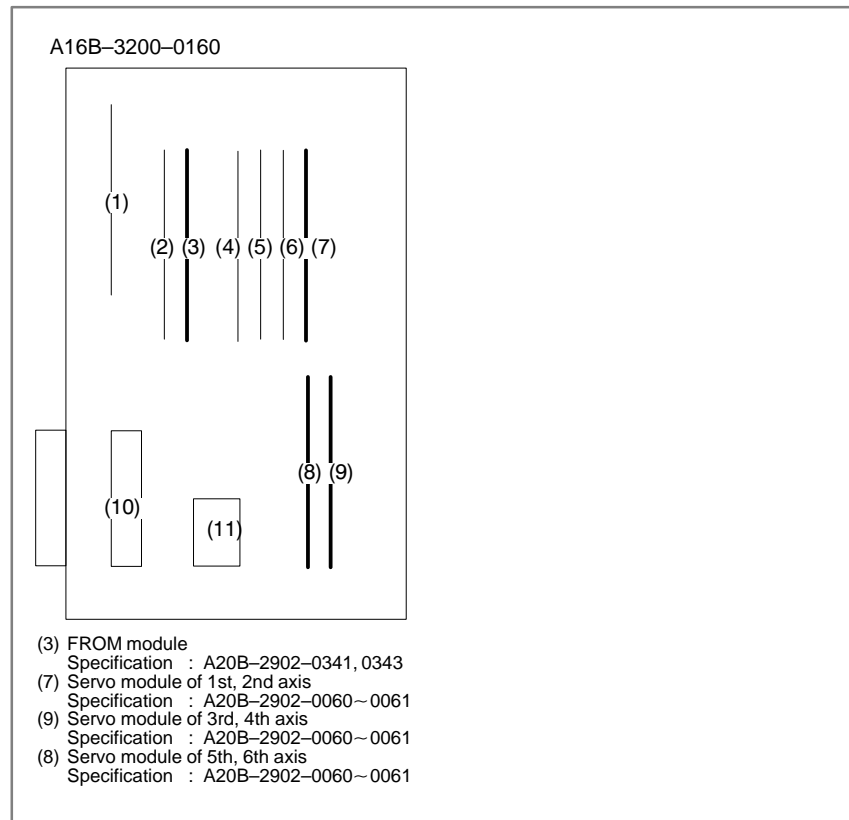 A16B–3200–0160
(1)
(2) (3) (4) (5) (6) (7)
(8) (9)
(10)
(11)
(3) FROM module
Specification : A20B–2902–0341, 0343
(7) Servo module of 1st, 2nd axis
Specification : A20B–2902–0060~0061
(9) Servo module of 3rd, 4th axis
Specification : A20B–2902–0060~0061
(8) Servo module of 5th, 6th axis
Specification : A20B–2902–0060~0061